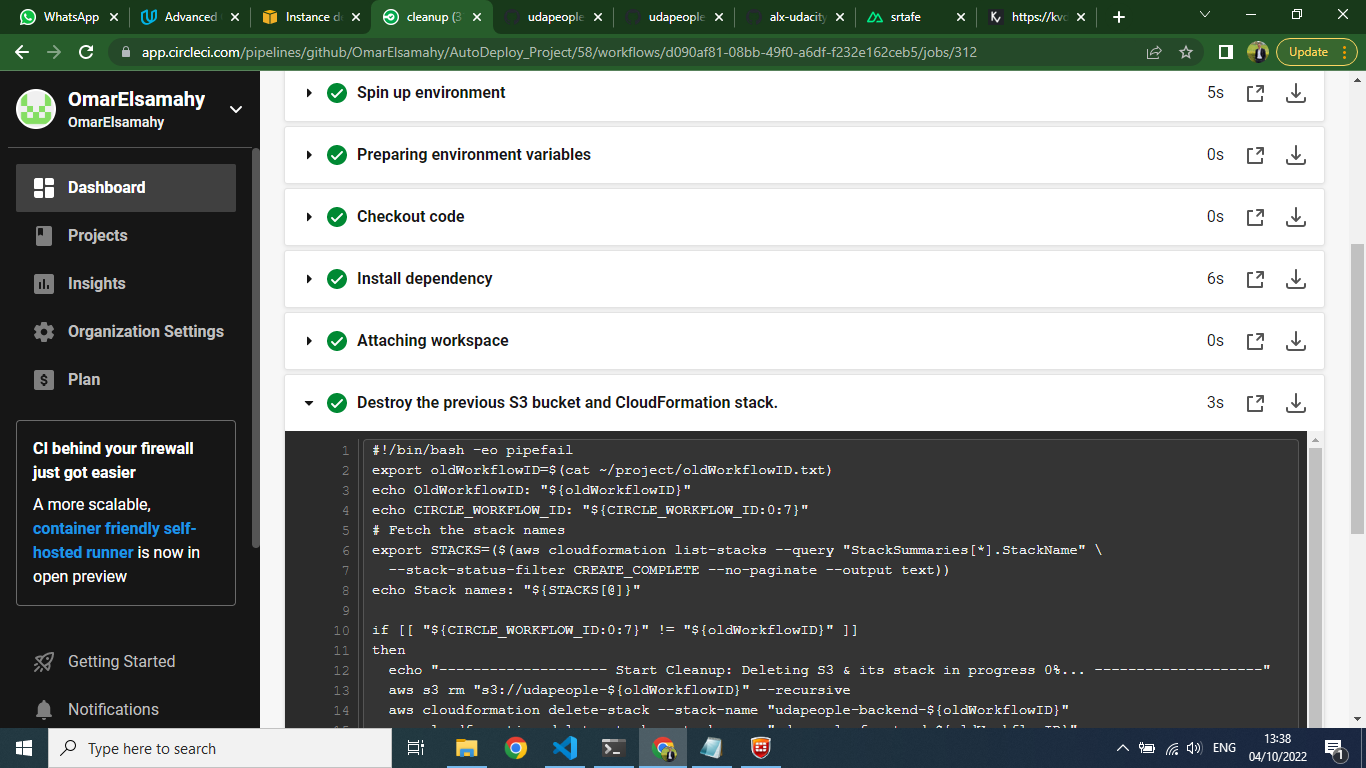 WhatsApp
Advanced
Instance de
cleanup (3
udapeople
udapeople
alx-udacity
srtafe
https://kvd
app.circleci.com/pipelines/github/OmarElsamahy/AutoDeploy_Project/58/workflows/d090af81-08bb-49f0-a6df-f232e162ceb5/jobs/312
Update
OmarElsamahy
OmarElsamahy
Dashboard
Projects
Insights
Organization Settings
Plan
CI behind your firewall
just got easier
A more scalable,
container friendly self-
hosted runner is now in
open preview
Getting Started
Notifications
Spin up environment 5s
Preparing environment variables 0s
Checkout code 0s
Install dependency 6s
Attaching workspace 0s
Destroy the previous S3 bucket and CloudFormation stack. 3s
1 #!/bin/bash -eo pipefail
2 export oldWorkflowID=$(cat ~/project/oldWorkflowID.txt)
3 echo OldWorkflowID: "${oldWorkflowID}"
4 echo CIRCLE_WORKFLOW_ID: "${CIRCLE_WORKFLOW_ID:0:7}"
5 # Fetch the stack names
6 export STACKS=($(aws cloudformation list-stacks --query "StackSummaries[*].StackName" \
7 --stack-status-filter CREATE_COMPLETE --no-paginate --output text))
8 echo Stack names: "${STACKS[@]}"
9
10 if [[ "${CIRCLE_WORKFLOW_ID:0:7}" != "${oldWorkflowID}" ]]
11 then
12 echo "-------------------- Start Cleanup: Deleting S3 & its stack in progress 0%... --------------------"
13 aws s3 rm "s3://udapeople-${oldWorkflowID}" --recursive
14 aws cloudformation delete-stack --stack-name "udapeople-backend-${oldWorkflowID}"
Type here to search
ENG
13:38
04/10/2022
1